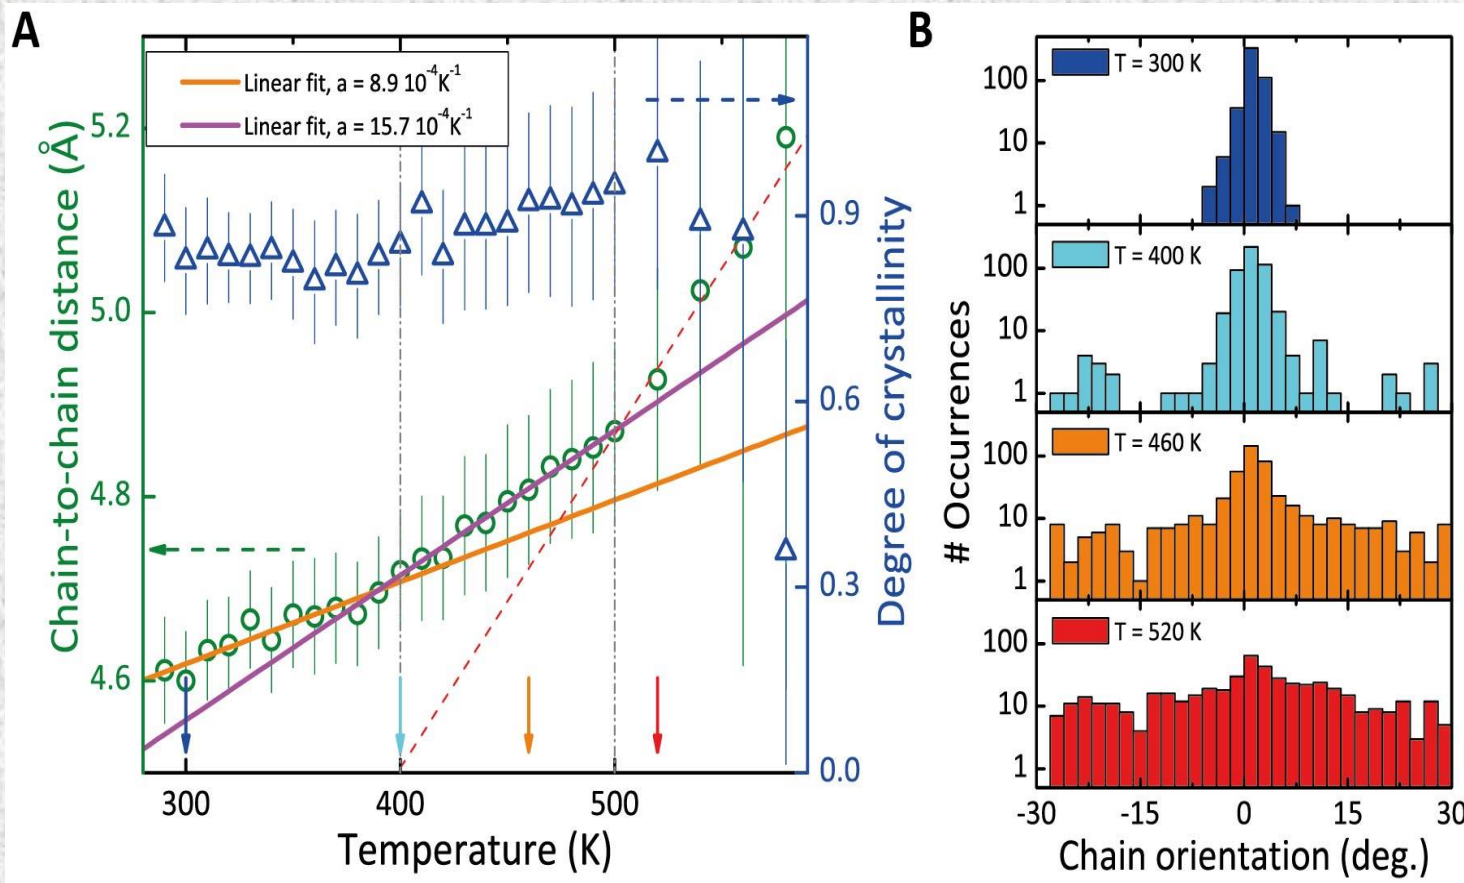 A
Linear fit, a = 8.9 10⁻⁴K⁻¹
Linear fit, a = 15.7 10⁻⁴K⁻¹
Chain-to-chain distance (Å)
5.2
5.0
4.8
4.6
0.9
0.6
0.3
0.0
Degree of crystallinity
300
400
500
Temperature (K)
B
# Occurrences
T = 300 K
100
10
1
T = 400 K
100
10
1
T = 460 K
100
10
1
T = 520 K
100
10
1
-30
-15
0
15
30
Chain orientation (deg.)